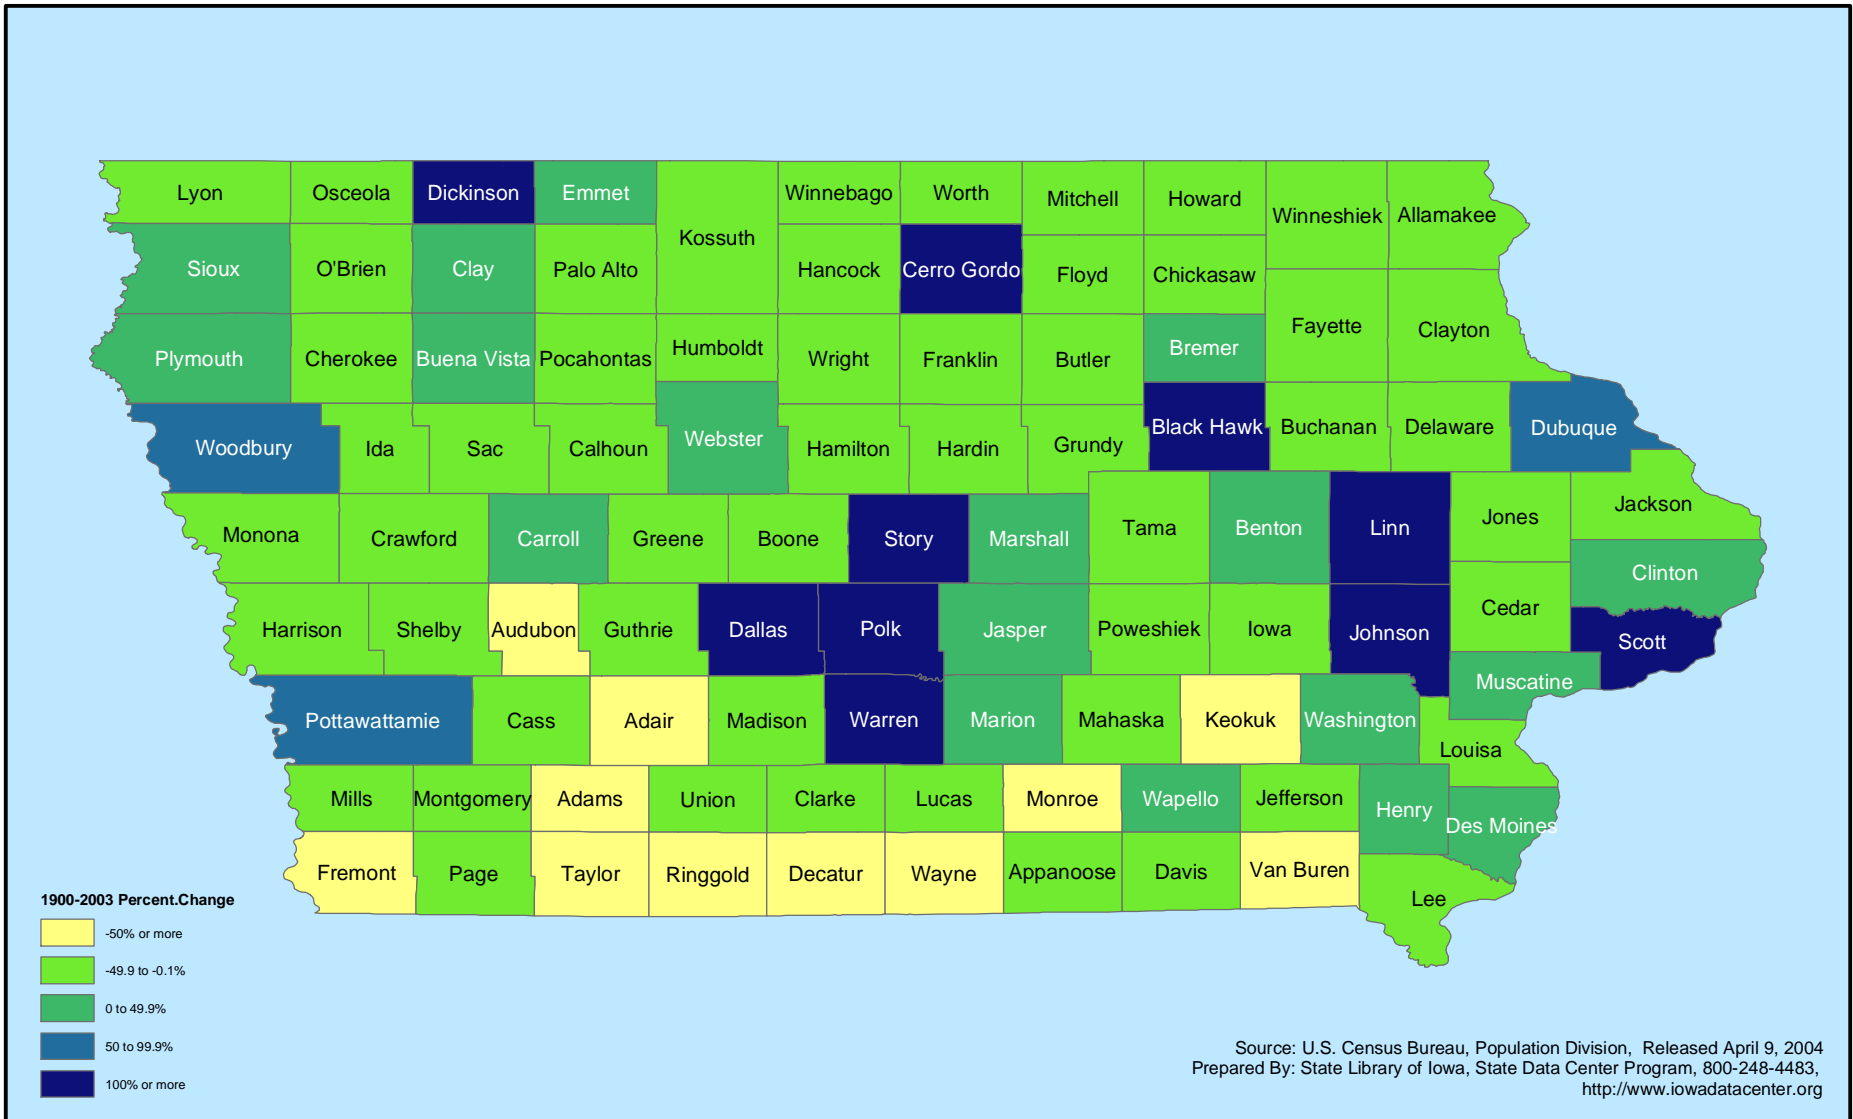 Lyon
Osceola
Dickinson
Emmet
Winnebago
Worth
Mitchell
Howard
Winneshiek
Allamakee
Kossuth
Sioux
O'Brien
Clay
Palo Alto
Hancock
Cerro Gordo
Floyd
Chickasaw
Fayette
Clayton
Plymouth
Cherokee
Buena Vista
Pocahontas
Humboldt
Wright
Franklin
Butler
Bremer
Woodbury
Ida
Sac
Calhoun
Webster
Hamilton
Hardin
Grundy
Black Hawk
Buchanan
Delaware
Dubuque
Monona
Crawford
Carroll
Greene
Boone
Story
Marshall
Tama
Benton
Linn
Jones
Jackson
Clinton
Harrison
Shelby
Audubon
Guthrie
Dallas
Polk
Jasper
Poweshiek
Iowa
Johnson
Cedar
Scott
Muscatine
Pottawattamie
Cass
Adair
Madison
Warren
Marion
Mahaska
Keokuk
Washington
Louisa
Mills
Montgomery
Adams
Union
Clarke
Lucas
Monroe
Wapello
Jefferson
Henry
Des Moines
Fremont
Page
Taylor
Ringgold
Decatur
Wayne
Appanoose
Davis
Van Buren
Lee
1900-2003 Percent.Change
-50% or more
-49.9 to -0.1%
0 to 49.9%
50 to 99.9%
100% or more
Source: U.S. Census Bureau, Population Division, Released April 9, 2004
Prepared By: State Library of Iowa, State Data Center Program, 800-248-4483,
http://www.iowadatacenter.org